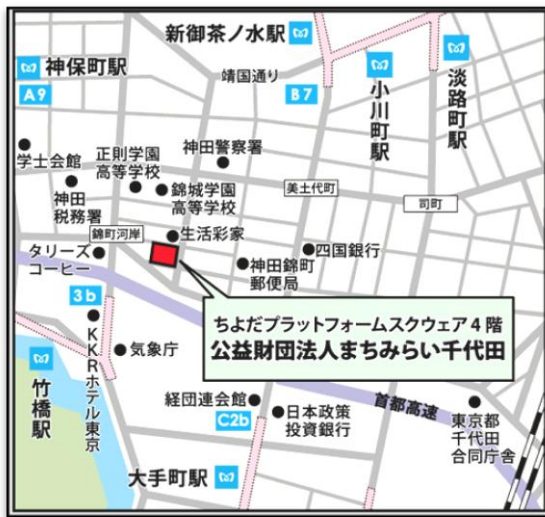 新御茶ノ水駅
神保町駅
A9
靖国通り
B7
小川町駅
淡路町駅
学士会館
正則学園
高等学校
神田警察署
神田
税務署
錦城学園
高等学校
美土代町
司町
錦町河岸
生活彩家
タリーズ
コーヒー
神田錦町
郵便局
四国銀行
3b
ちよだプラットフォームスクウェア4階
公益財団法人まちみらい千代田
KKRホテル東京
気象庁
竹橋駅
経団連会館
C2b
日本政策
投資銀行
首都高速
東京都
千代田
合同庁舎
大手町駅